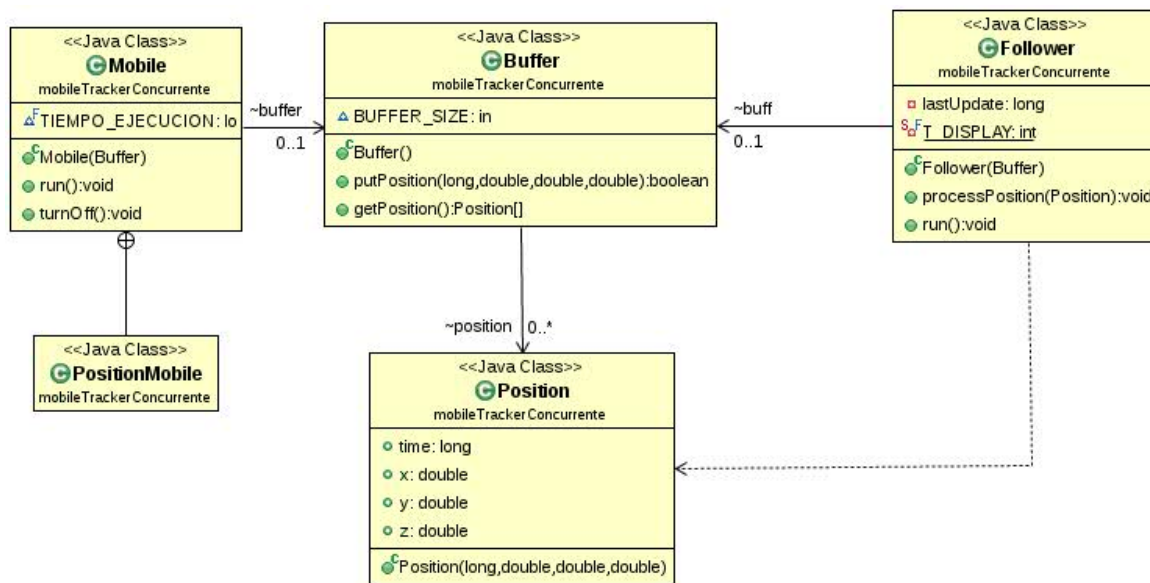 <<Java Class>>
Mobile
mobileTrackerConcurrente
TIEMPO_EJECUCION: lo
Mobile(Buffer)
run():void
turnOff():void
~buffer
0..1
<<Java Class>>
Buffer
mobileTrackerConcurrente
BUFFER_SIZE: in
Buffer()
putPosition(long,double,double,double):boolean
getPosition():Position[]
~buff
0..1
<<Java Class>>
Follower
mobileTrackerConcurrente
lastUpdate: long
T_DISPLAY: int
Follower(Buffer)
processPosition(Position):void
run():void
<<Java Class>>
PositionMobile
mobileTrackerConcurrente
~position 0..*
<<Java Class>>
Position
mobileTrackerConcurrente
time: long
x: double
y: double
z: double
Position(long,double,double,double)